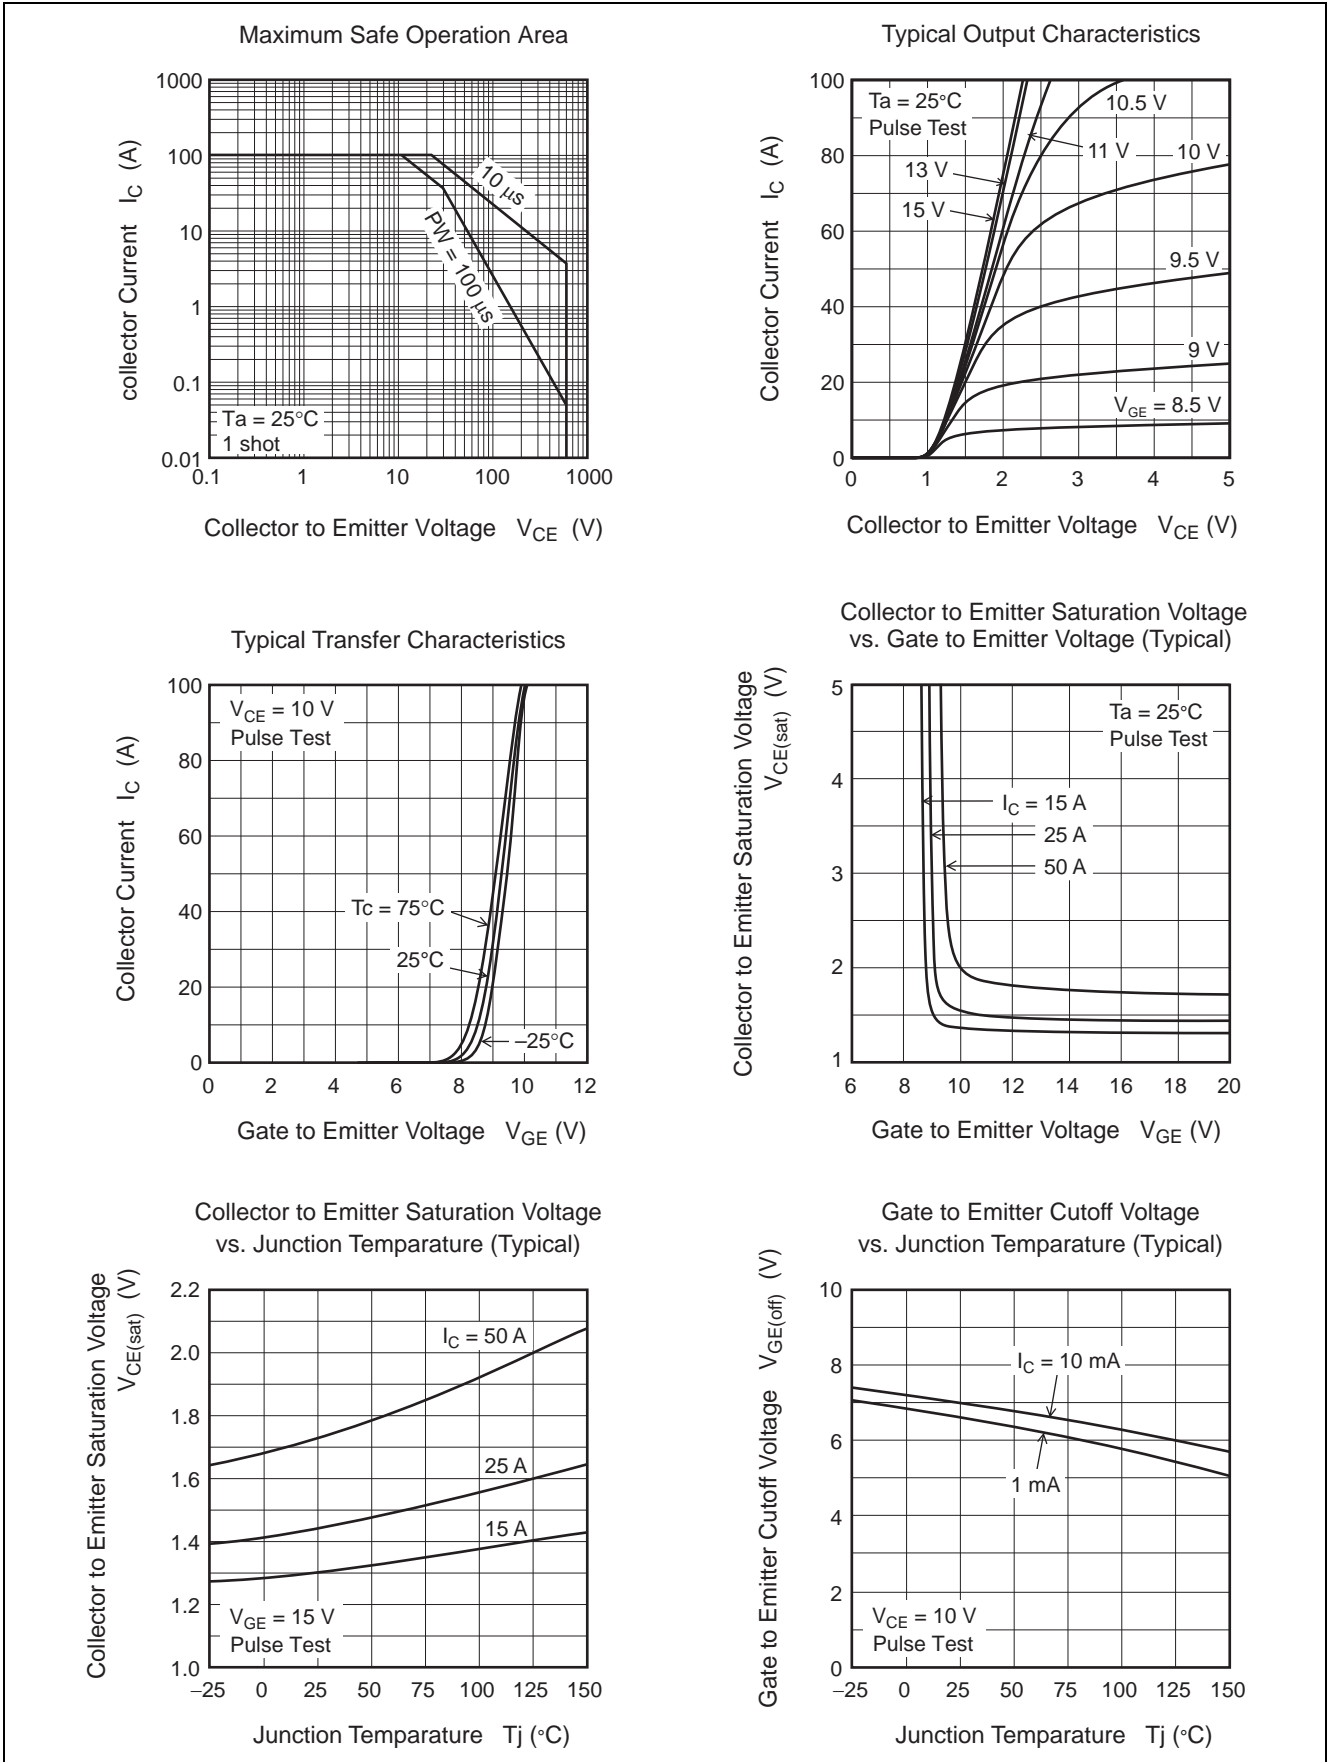 Maximum Safe Operation Area
1000
100
10
1
0.1
0.01
collector Current IC (A)
10 μs
PW = 100 μs
Ta = 25°C
1 shot
0.1 1 10 100 1000
Collector to Emitter Voltage VCE (V)
Typical Output Characteristics
100
80
60
40
20
0
Collector Current IC (A)
Ta = 25°C
Pulse Test
10.5 V
11 V
10 V
13 V
15 V
9.5 V
9 V
VGE = 8.5 V
0 1 2 3 4 5
Collector to Emitter Voltage VCE (V)
Typical Transfer Characteristics
100
80
60
40
20
0
Collector Current IC (A)
VCE = 10 V
Pulse Test
Tc = 75°C
25°C
–25°C
0 2 4 6 8 10 12
Gate to Emitter Voltage VGE (V)
Collector to Emitter Saturation Voltage
vs. Gate to Emitter Voltage (Typical)
5
4
3
2
1
Collector to Emitter Saturation Voltage
VCE(sat) (V)
Ta = 25°C
Pulse Test
IC = 15 A
25 A
50 A
6 8 10 12 14 16 18 20
Gate to Emitter Voltage VGE (V)
Collector to Emitter Saturation Voltage
vs. Junction Temparature (Typical)
2.2
2.0
1.8
1.6
1.4
1.2
1.0
Collector to Emitter Saturation Voltage
VCE(sat) (V)
IC = 50 A
25 A
15 A
VGE = 15 V
Pulse Test
–25 0 25 50 75 100 125 150
Junction Temparature Tj (°C)
Gate to Emitter Cutoff Voltage
vs. Junction Temparature (Typical)
10
8
6
4
2
0
Gate to Emitter Cutoff Voltage VGE(off) (V)
IC = 10 mA
1 mA
VCE = 10 V
Pulse Test
–25 0 25 50 75 100 125 150
Junction Temparature Tj (°C)